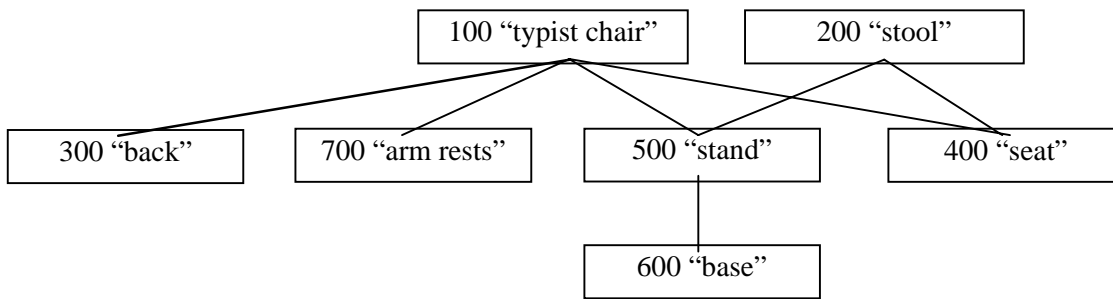 100 “typist chair”
200 “stool”
300 “back”
700 “arm rests”
500 “stand”
400 “seat”
600 “base”